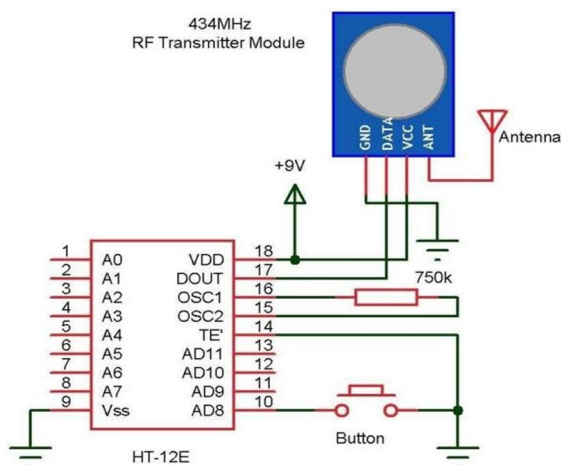 434MHz
RF Transmitter Module
GND DATA VCC ANT
Antenna
+9V
750k
1 A0 VDD 18
2 A1 DOUT 17
3 A2 OSC1 16
4 A3 OSC2 15
5 A4 TE' 14
6 A5 AD11 13
7 A6 AD10 12
8 A7 AD9 11
9 Vss AD8 10
Button
HT-12E